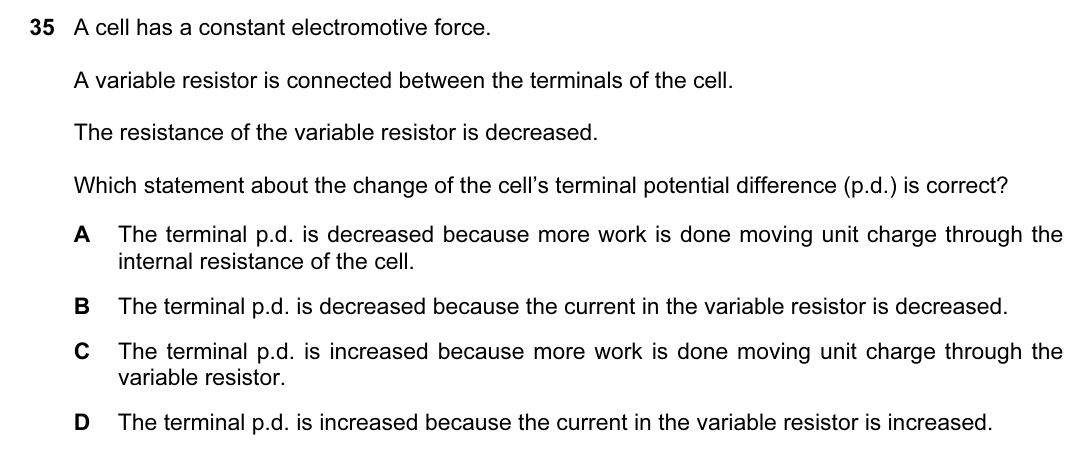 35 A cell has a constant electromotive force.
A variable resistor is connected between the terminals of the cell.
The resistance of the variable resistor is decreased.
Which statement about the change of the cell’s terminal potential difference (p.d.) is correct?
A The terminal p.d. is decreased because more work is done moving unit charge through the
internal resistance of the cell.
B The terminal p.d. is decreased because the current in the variable resistor is decreased.
C The terminal p.d. is increased because more work is done moving unit charge through the
variable resistor.
D The terminal p.d. is increased because the current in the variable resistor is increased.